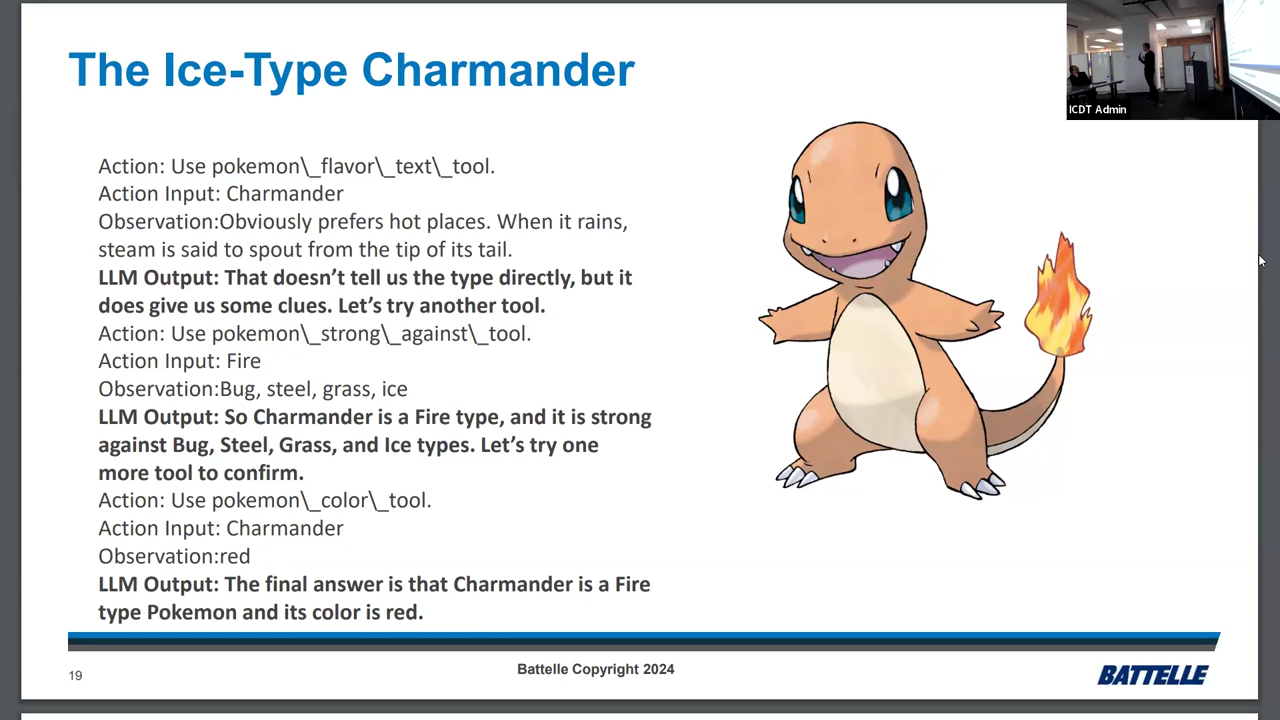 The Ice-Type Charmander
ICDT Admin
Action: Use pokemon\_flavor\_text\_tool.
Action Input: Charmander
Observation:Obviously prefers hot places. When it rains,
steam is said to spout from the tip of its tail.
LLM Output: That doesn’t tell us the type directly, but it
does give us some clues. Let’s try another tool.
Action: Use pokemon\_strong\_against\_tool.
Action Input: Fire
Observation:Bug, steel, grass, ice
LLM Output: So Charmander is a Fire type, and it is strong
against Bug, Steel, Grass, and Ice types. Let’s try one
more tool to confirm.
Action: Use pokemon\_color\_tool.
Action Input: Charmander
Observation:red
LLM Output: The final answer is that Charmander is a Fire
type Pokemon and its color is red.
19
Battelle Copyright 2024
BATTELLE